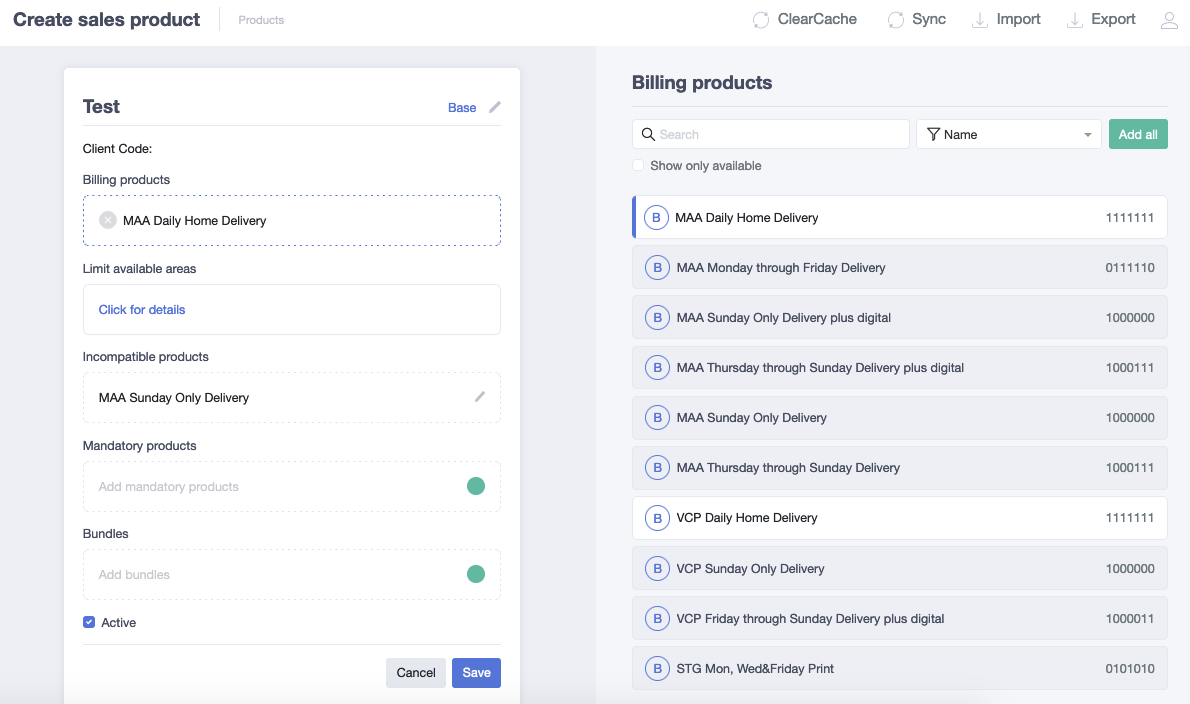 Create sales product
Products
ClearCache
Sync
Import
Export
Test
Base
Client Code:
Billing products
MAA Daily Home Delivery
Limit available areas
Click for details
Incompatible products
MAA Sunday Only Delivery
Mandatory products
Add mandatory products
Bundles
Add bundles
Active
Cancel
Save
Billing products
Search
Name
Add all
Show only available
B MAA Daily Home Delivery 1111111
B MAA Monday through Friday Delivery 0111110
B MAA Sunday Only Delivery plus digital 1000000
B MAA Thursday through Sunday Delivery plus digital 1000111
B MAA Sunday Only Delivery 1000000
B MAA Thursday through Sunday Delivery 1000111
B VCP Daily Home Delivery 1111111
B VCP Sunday Only Delivery 1000000
B VCP Friday through Sunday Delivery plus digital 1000011
B STG Mon, Wed&Friday Print 0101010